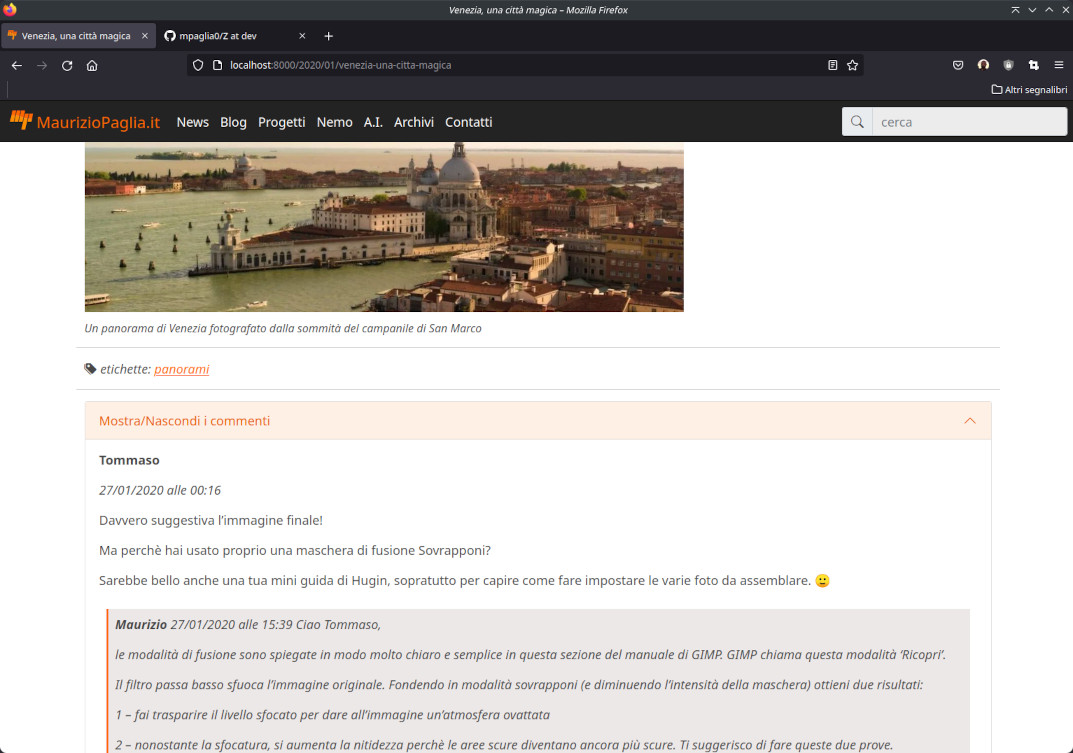 Venezia, una città magica – Mozilla Firefox
Venezia, una città magica
mpaglia0/Z at dev
localhost:8000/2020/01/venezia-una-citta-magica
Altri segnalibri
MaurizioPaglia.it News Blog Progetti Nemo A.I. Archivi Contatti cerca
Un panorama di Venezia fotografato dalla sommità del campanile di San Marco
etichette: panorami
Mostra/Nascondi i commenti
Tommaso
27/01/2020 alle 00:16
Davvero suggestiva l’immagine finale!
Ma perchè hai usato proprio una maschera di fusione Sovrapponi?
Sarebbe bello anche una tua mini guida di Hugin, sopratutto per capire come fare impostare le varie foto da assemblare. 🙂
Maurizio 27/01/2020 alle 15:39 Ciao Tommaso,
le modalità di fusione sono spiegate in modo molto chiaro e semplice in questa sezione del manuale di GIMP. GIMP chiama questa modalità ‘Ricopri’.
Il filtro passa basso sfuoca l’immagine originale. Fondendo in modalità sovrapponi (e diminuendo l’intensità della maschera) ottieni due risultati:
1 – fai trasparire il livello sfocato per dare all’immagine un’atmosfera ovattata
2 – nonostante la sfocatura, si aumenta la nitidezza perchè le aree scure diventano ancora più scure. Ti suggerisco di fare queste due prove.